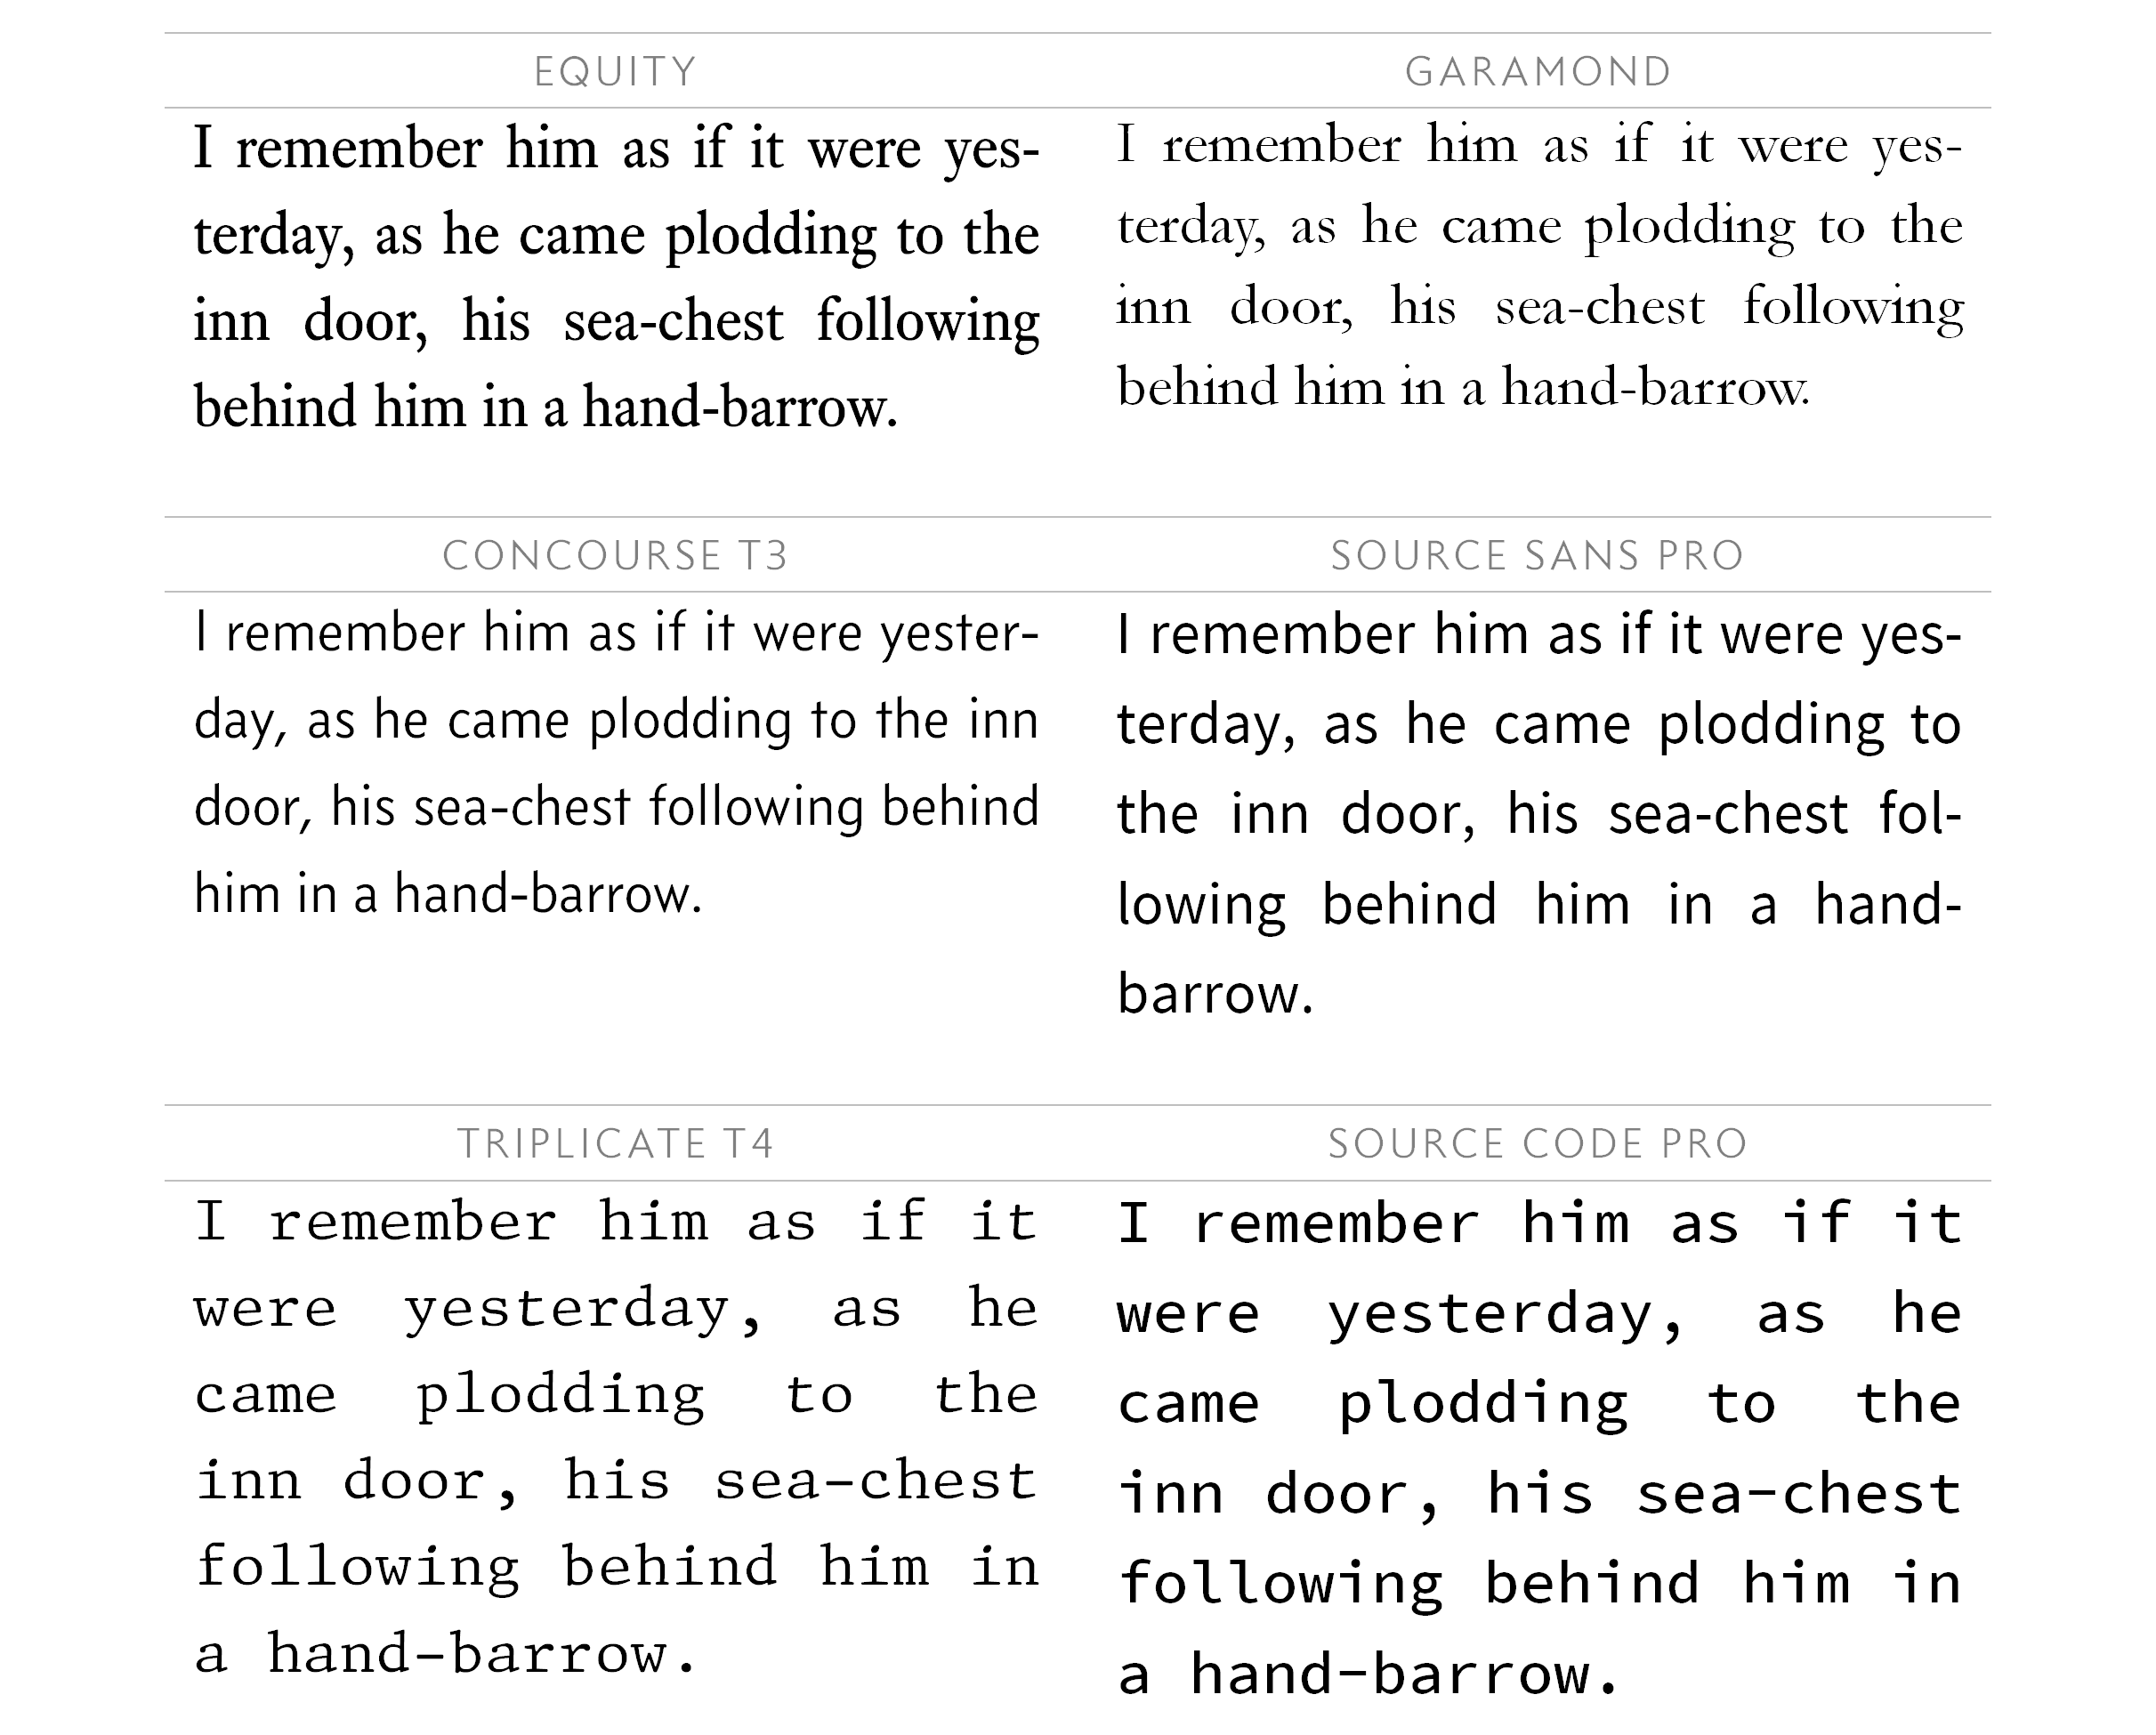 EQUITY
I remember him as if it were yes-
terday, as he came plodding to the
inn door, his sea-chest following
behind him in a hand-barrow.
GARAMOND
I remember him as if it were yes-
terday, as he came plodding to the
inn door, his sea-chest following
behind him in a hand-barrow.
CONCOURSE T3
I remember him as if it were yester-
day, as he came plodding to the inn
door, his sea-chest following behind
him in a hand-barrow.
SOURCE SANS PRO
I remember him as if it were yes-
terday, as he came plodding to
the inn door, his sea-chest fol-
lowing behind him in a hand-
barrow.
TRIPLICATE T4
I remember him as if it
were yesterday, as he
came plodding to the
inn door, his sea-chest
following behind him in
a hand-barrow.
SOURCE CODE PRO
I remember him as if it
were yesterday, as he
came plodding to the
inn door, his sea-chest
following behind him in
a hand-barrow.